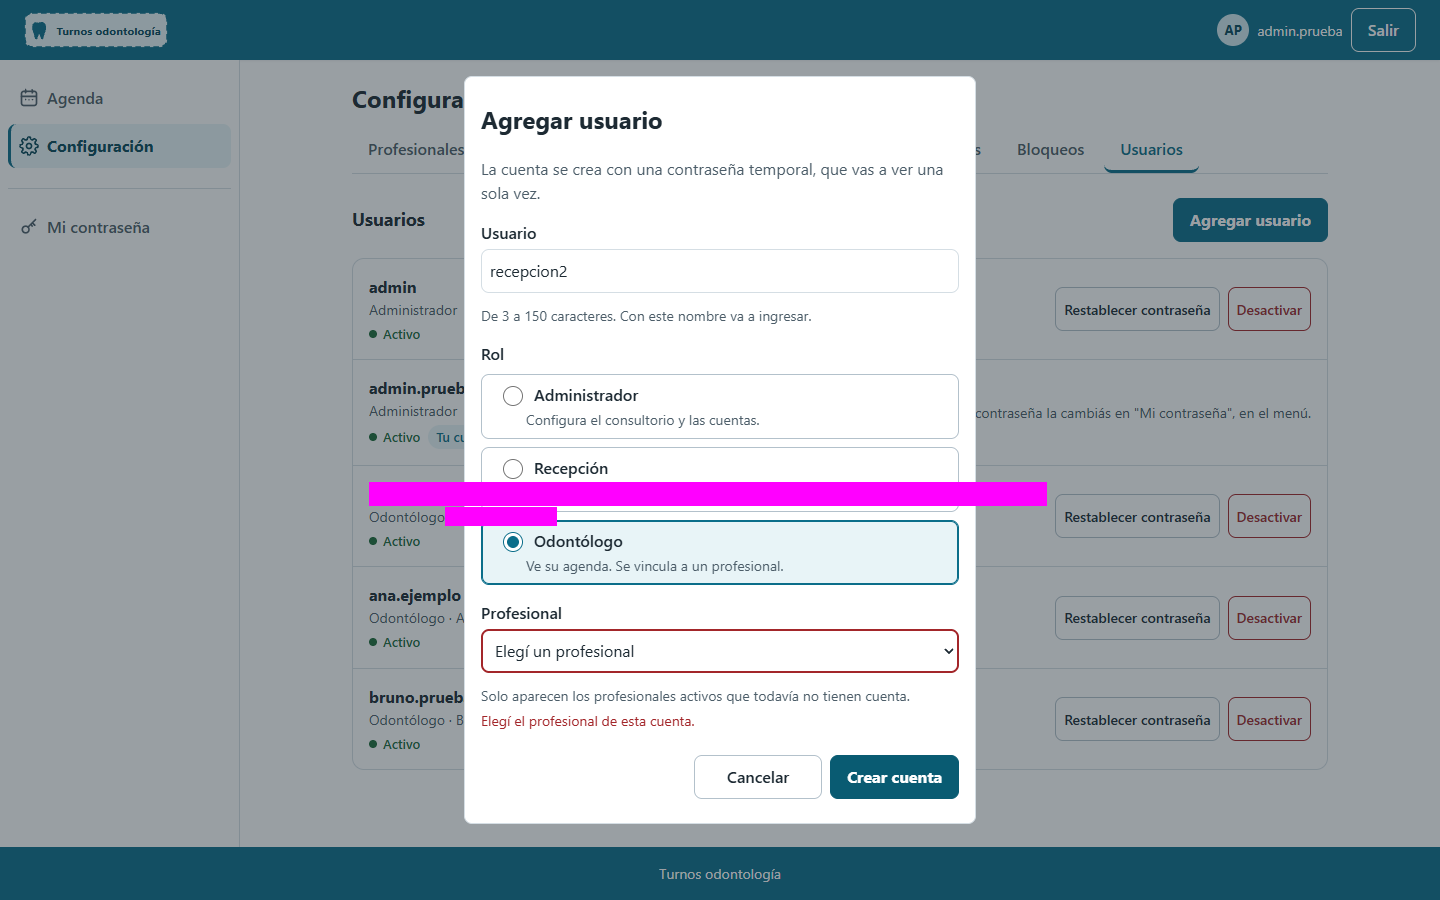 Turnos odontología
AP
admin.prueba
Salir
Agenda
Configuración
Mi contraseña
Configura
Profesionales
s
Bloqueos
Usuarios
Usuarios
Agregar usuario
admin
Administrador
Activo
Restablecer contraseña
Desactivar
admin.prueb
Administrador
Activo
Tu cu
contraseña la cambiás en "Mi contraseña", en el menú.
Odontólogo
Activo
Restablecer contraseña
Desactivar
ana.ejemplo
Odontólogo · A
Activo
Restablecer contraseña
Desactivar
bruno.prueb
Odontólogo · B
Activo
Restablecer contraseña
Desactivar
Agregar usuario
La cuenta se crea con una contraseña temporal, que vas a ver una
sola vez.
Usuario
recepcion2
De 3 a 150 caracteres. Con este nombre va a ingresar.
Rol
Administrador
Configura el consultorio y las cuentas.
Recepción
Odontólogo
Ve su agenda. Se vincula a un profesional.
Profesional
Elegí un profesional
Solo aparecen los profesionales activos que todavía no tienen cuenta.
Elegí el profesional de esta cuenta.
Cancelar
Crear cuenta
Turnos odontología